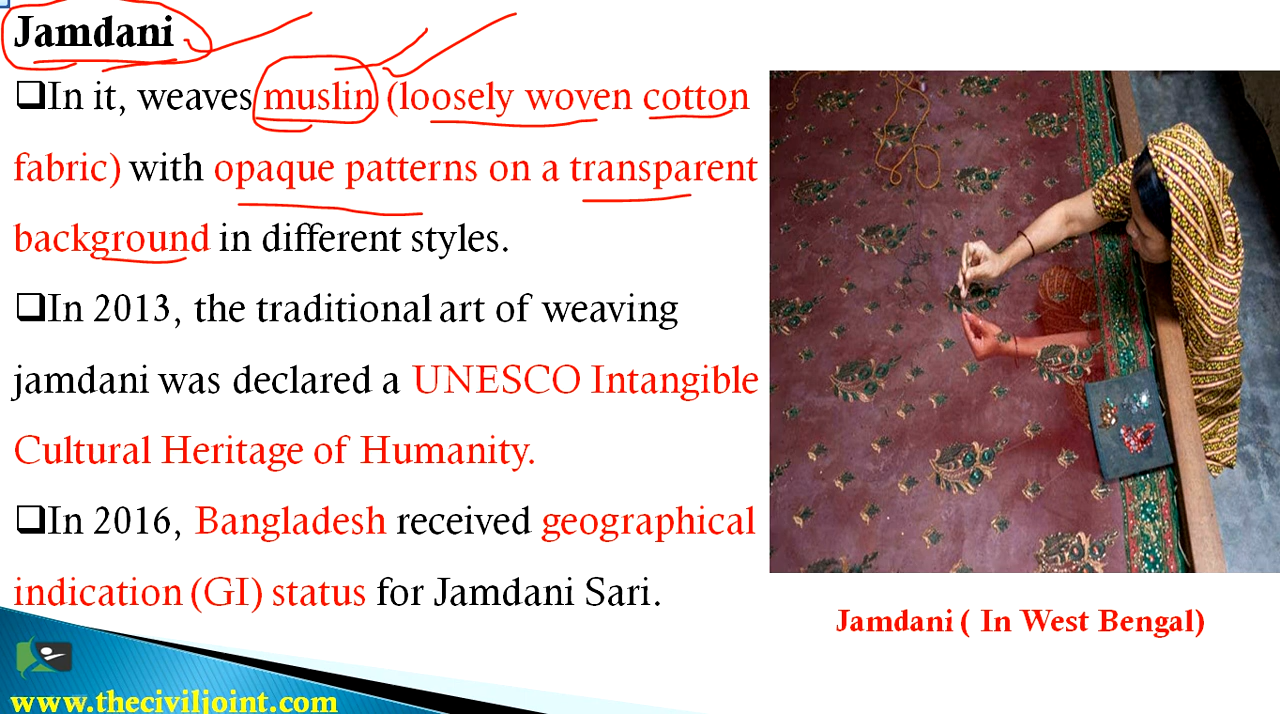 Jamdani
❑In it, weaves muslin (loosely woven cotton
fabric) with opaque patterns on a transparent
background in different styles.
❑In 2013, the traditional art of weaving
jamdani was declared a UNESCO Intangible
Cultural Heritage of Humanity.
❑In 2016, Bangladesh received geographical
indication (GI) status for Jamdani Sari.
Jamdani ( In West Bengal)
www.theciviljoint.com